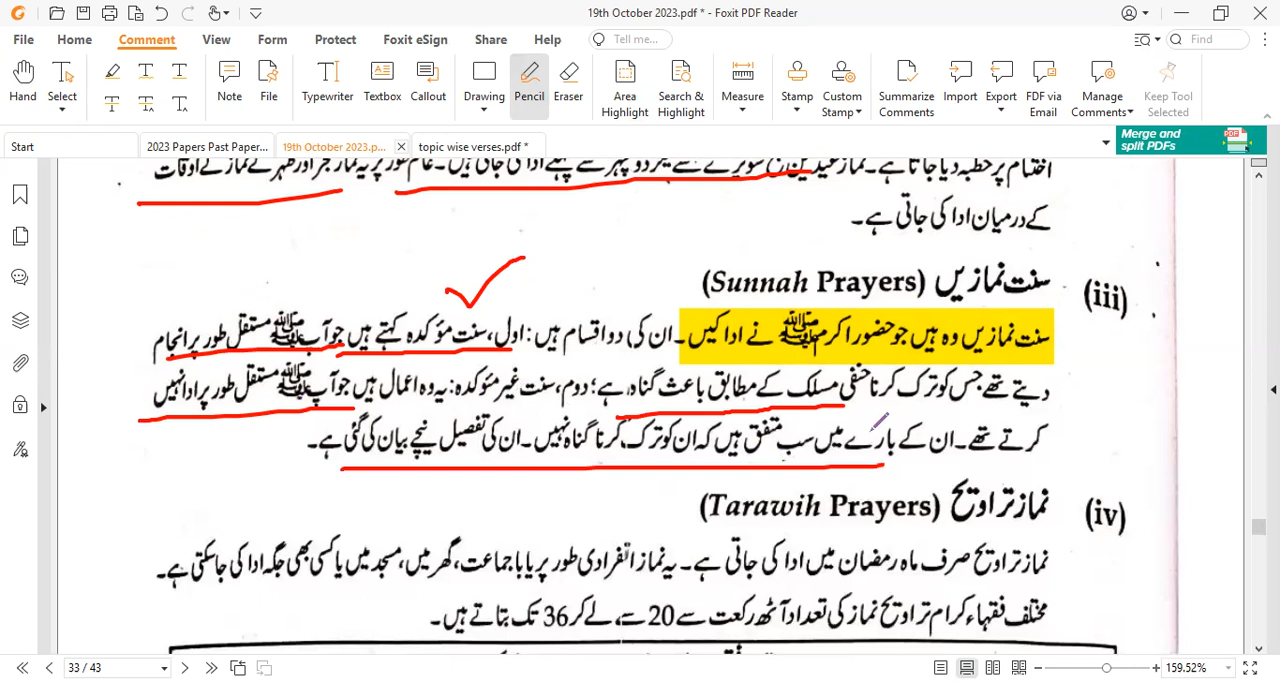 19th October 2023.pdf * - Foxit PDF Reader
File Home Comment View Form Protect Foxit eSign Share Help Tell me... Find
Hand Select Note File Typewriter Textbox Callout Drawing Pencil Eraser Area Highlight Search & Highlight Measure Stamp Custom Stamp Summarize Comments Import Export FDF via Email Manage Comments Keep Tool Selected
Start 2023 Papers Past Paper... 19th October 2023.p... topic wise verses.pdf * Merge and split PDFs
اختتام پر خطبہ دیا جاتا ہے۔ نماز عیدین صبح سویرے سے لیکر دو پہر سے پہلے ادا کی جاتی ہیں۔ عام طور پر یہ نماز فجر اور ظہر کے نماز کے اوقات
کے درمیان ادا کی جاتی ہے۔
(iii) سنت نمازیں (Sunnah Prayers)
سنت نمازیں وہ ہیں جو حضور اکرم ﷺ نے ادا کیں۔ ان کی دو اقسام ہیں: اول، سنت مؤکدہ کہتے ہیں جو آپ ﷺ مستقل طور پر انجام
دیتے تھے جس کو ترک کرنا حنفی مسلک کے مطابق باعث گناہ ہے؛ دوم، سنت غیر مؤکدہ: یہ وہ اعمال ہیں جو آپ ﷺ مستقل طور پر ادا نہیں
کرتے تھے۔ ان کے بارے میں سب متفق ہیں کہ ان کو ترک کرنا گناہ نہیں۔ ان کی تفصیل نیچے بیان کی گئی ہے۔
(iv) نماز تراویح (Tarawih Prayers)
نماز تراویح صرف ماہ رمضان میں ادا کی جاتی ہے۔ یہ نماز انفرادی طور پر یا با جماعت، گھر میں، مسجد میں یا کسی بھی جگہ ادا کی جاسکتی ہے۔
مختلف فقہاء کرام تراویح نماز کی تعداد آٹھ رکعت سے 20 سے، لے کر 36 تک بتاتے ہیں۔
33 / 43 159.52%